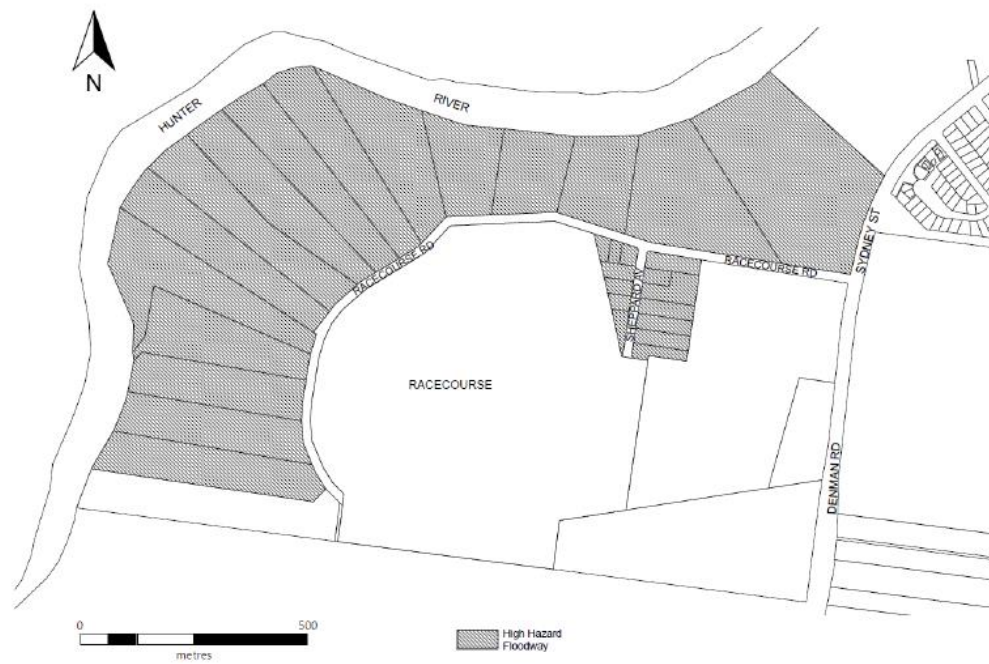 N
HUNTER
RIVER
SYDNEY ST
RACECOURSE RD
RACECOURSE RD
SHEPPARD AV
RACECOURSE
DENMAN RD
0 500
metres
High Hazard
Floodway